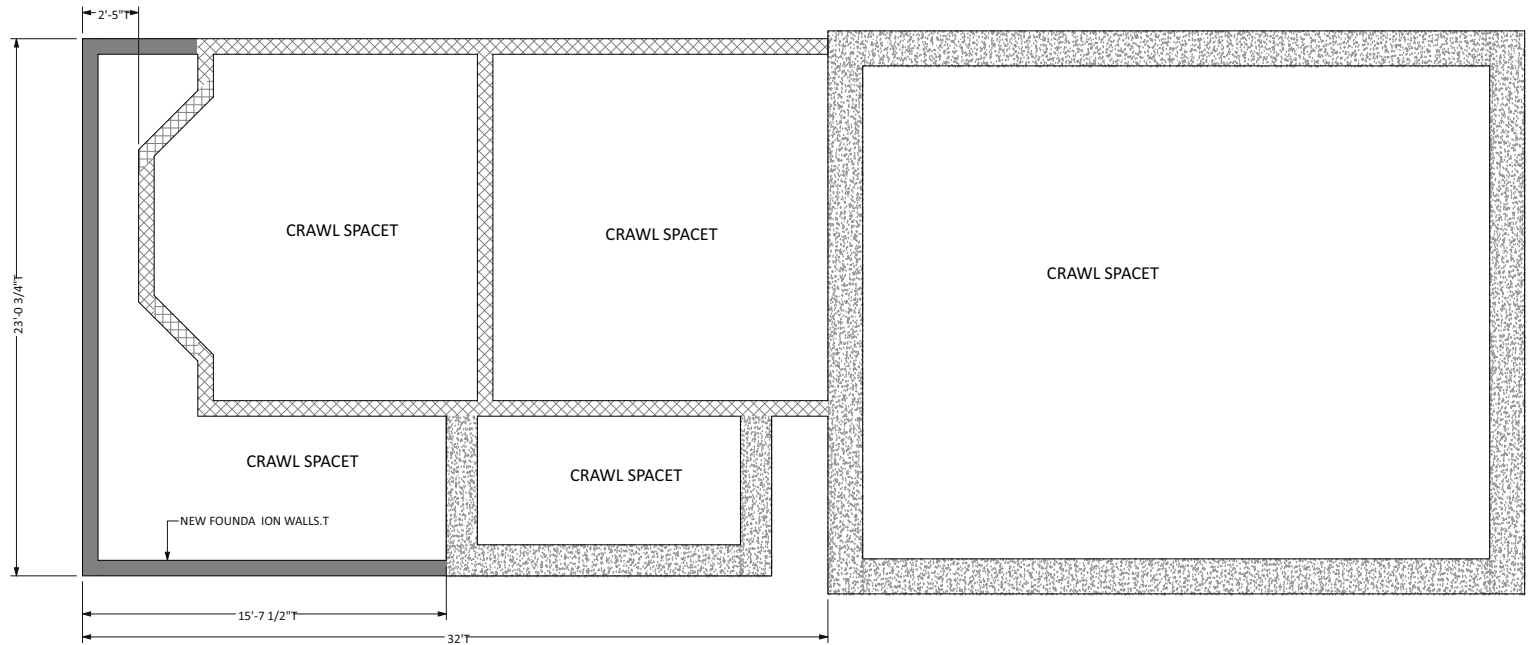 2'-5"T
23'-0 3/4"T
CRAWL SPACET
CRAWL SPACET
CRAWL SPACET
CRAWL SPACET
CRAWL SPACET
NEW FOUNDA ION WALLS.T
15'-7 1/2"T
32'T